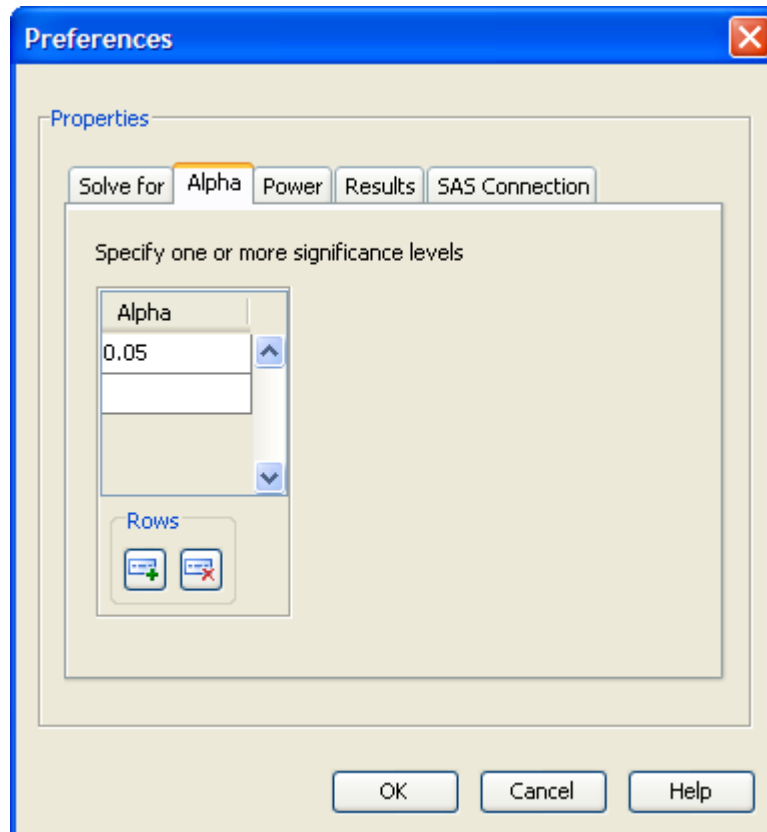 Preferences
Properties
Solve for Alpha Power Results SAS Connection
Specify one or more significance levels
Alpha
0.05
Rows
OK Cancel Help